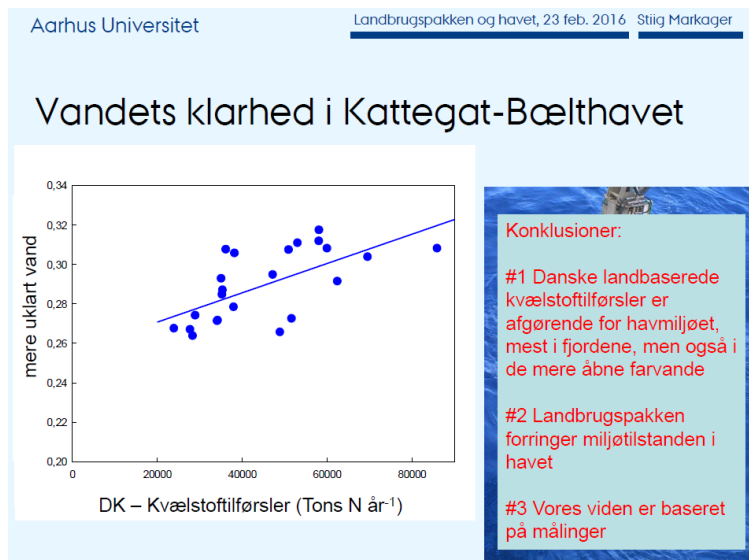 Aarhus Universitet
Landbrugspakken og havet, 23 feb. 2016 Stiig Markager
Vandets klarhed i Kattegat-Bælthavet
0,34
0,32
0,30
0,28
0,26
0,24
0,22
0,20
mere uklart vand
0 20000 40000 60000 80000
DK – Kvælstoftilførsler (Tons N år-1)
Konklusioner:
#1 Danske landbaserede
kvælstoftilførsler er
afgørende for havmiljøet,
mest i fjordene, men også i
de mere åbne farvande
#2 Landbrugspakken
forringer miljøtilstanden i
havet
#3 Vores viden er baseret
på målinger